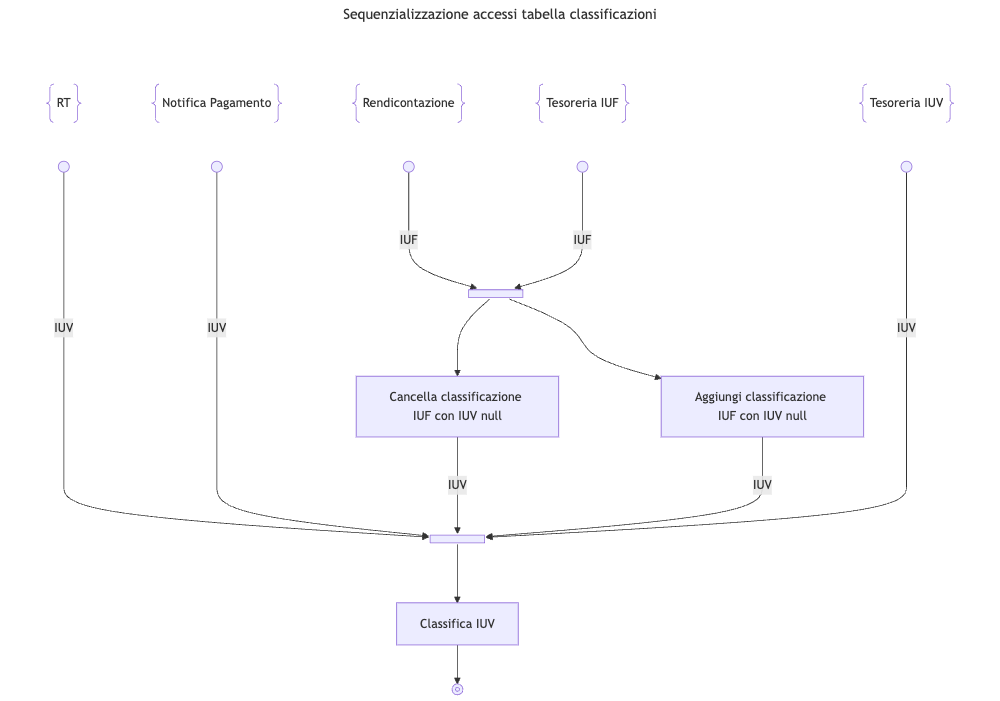 Sequenzializzazione accessi tabella classificazioni
RT
Notifica Pagamento
Rendicontazione
Tesoreria IUF
Tesoreria IUV
IUF
IUF
IUV
IUV
IUV
Cancella classificazione
IUF con IUV null
Aggiungi classificazione
IUF con IUV null
IUV
IUV
Classifica IUV